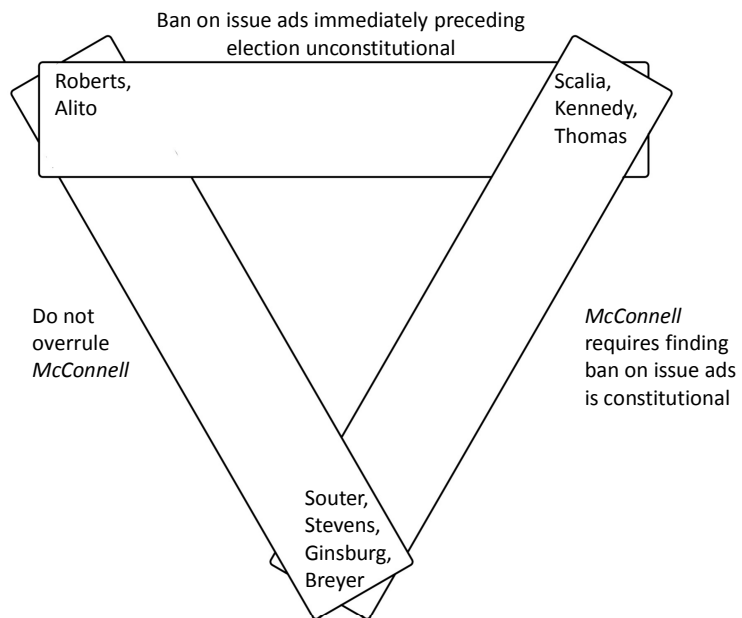 Ban on issue ads immediately preceding
election unconstitutional
Roberts,
Alito
Scalia,
Kennedy,
Thomas
Do not
overrule
McConnell
McConnell
requires finding
ban on issue ads
is constitutional
Souter,
Stevens,
Ginsburg,
Breyer